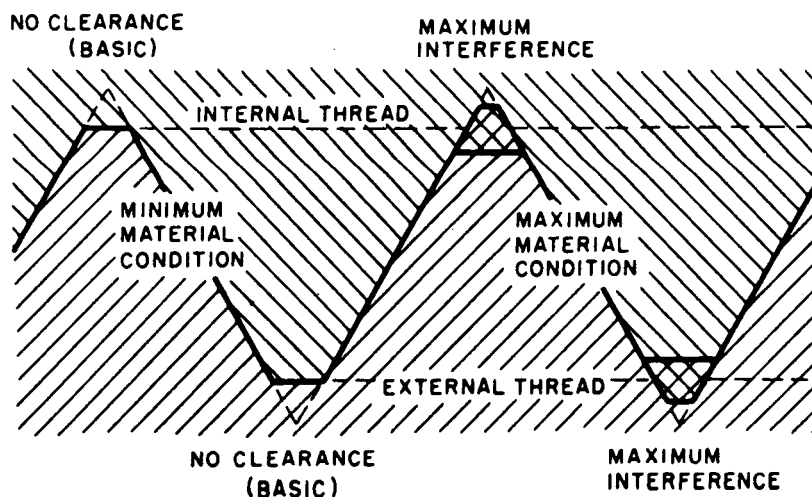 NO CLEARANCE
(BASIC)
MAXIMUM
INTERFERENCE
INTERNAL THREAD
MINIMUM
MATERIAL
CONDITION
MAXIMUM
MATERIAL
CONDITION
EXTERNAL THREAD
NO CLEARANCE
(BASIC)
MAXIMUM
INTERFERENCE